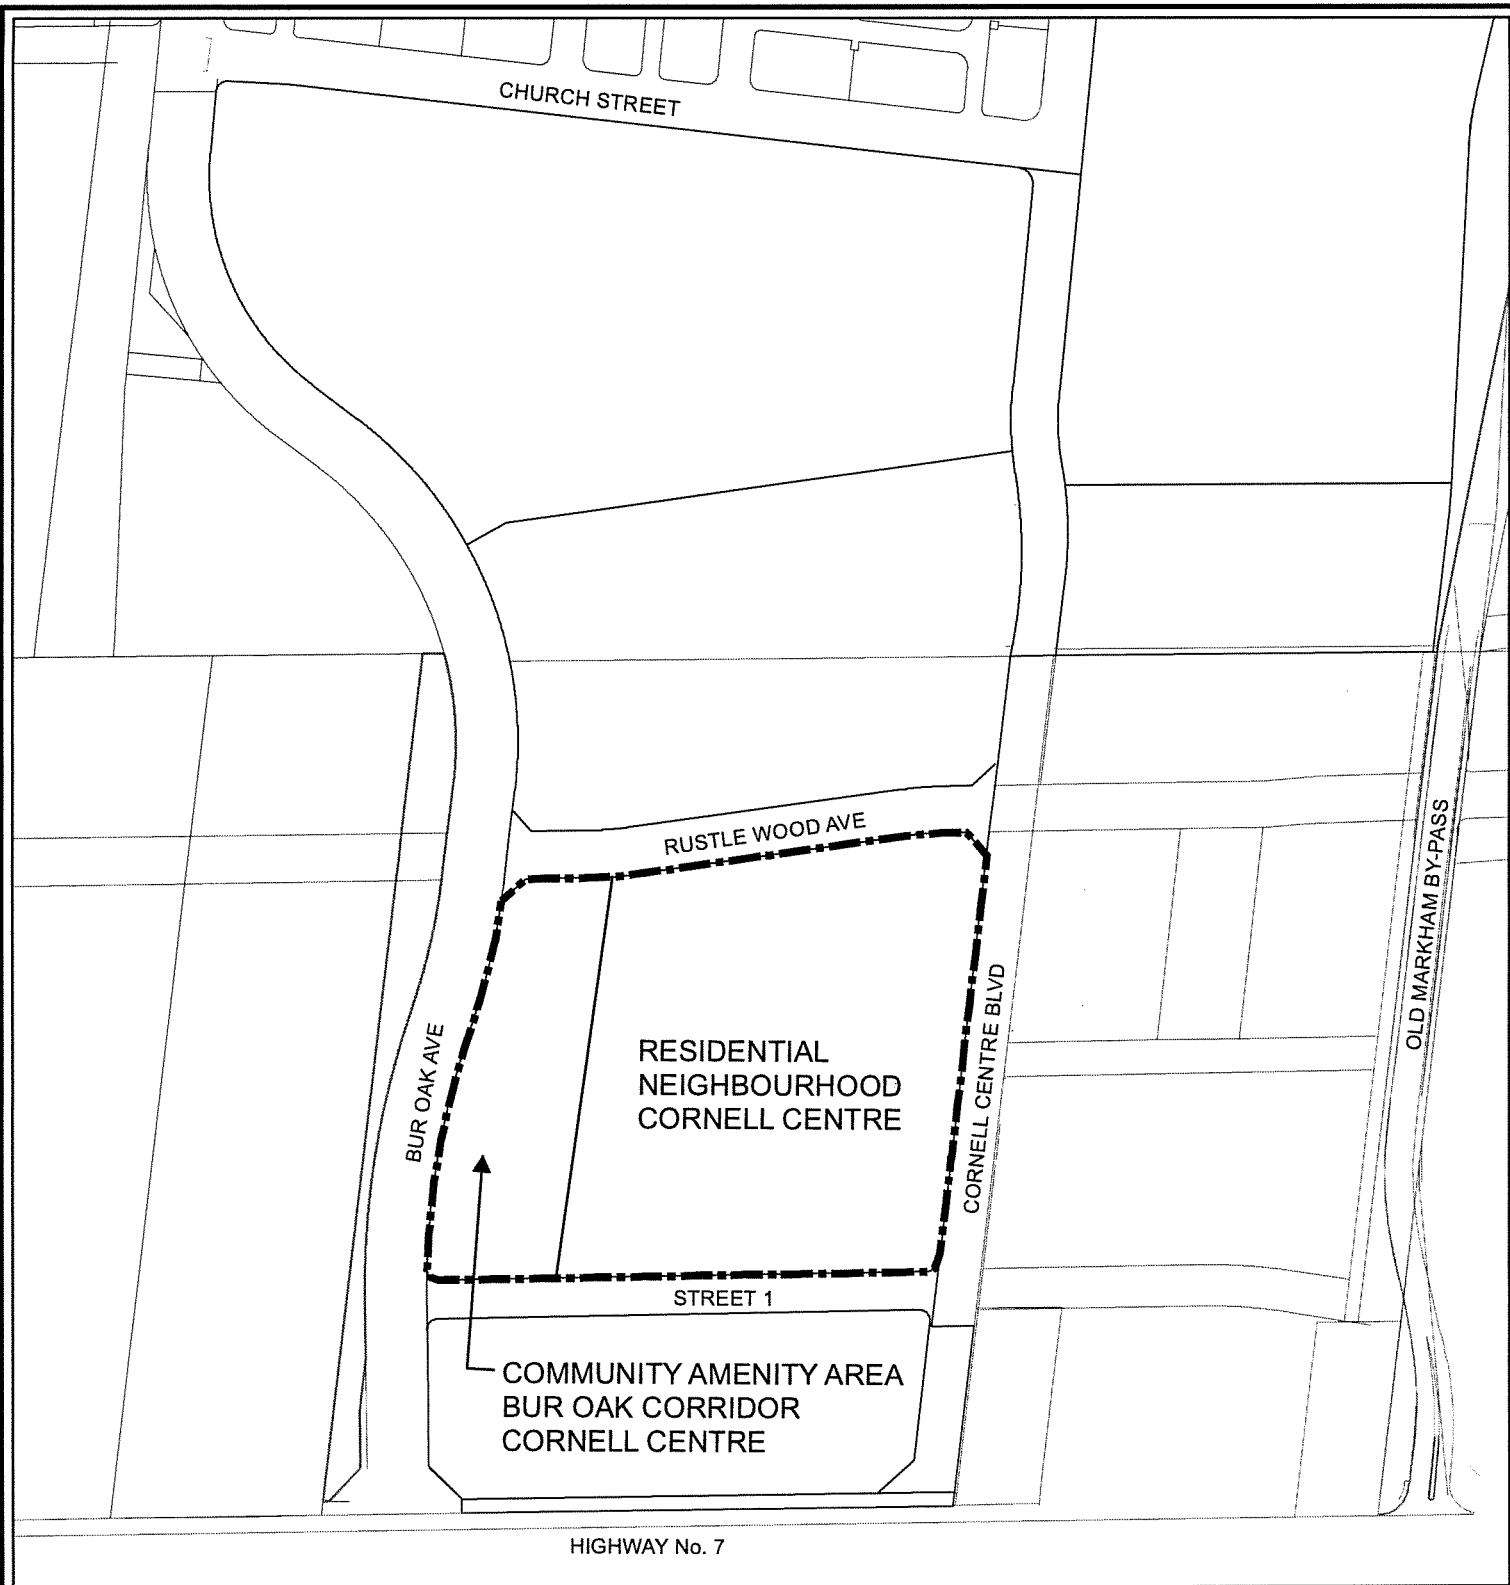 CHURCH STREET
RUSTLE WOOD AVE
OLD MARKHAM BY-PASS
BUR OAK AVE
CORNELL CENTRE BLVD
RESIDENTIAL
NEIGHBOURHOOD
CORNELL CENTRE
STREET 1
COMMUNITY AMENITY AREA
BUR OAK CORRIDOR
CORNELL CENTRE
HIGHWAY No. 7